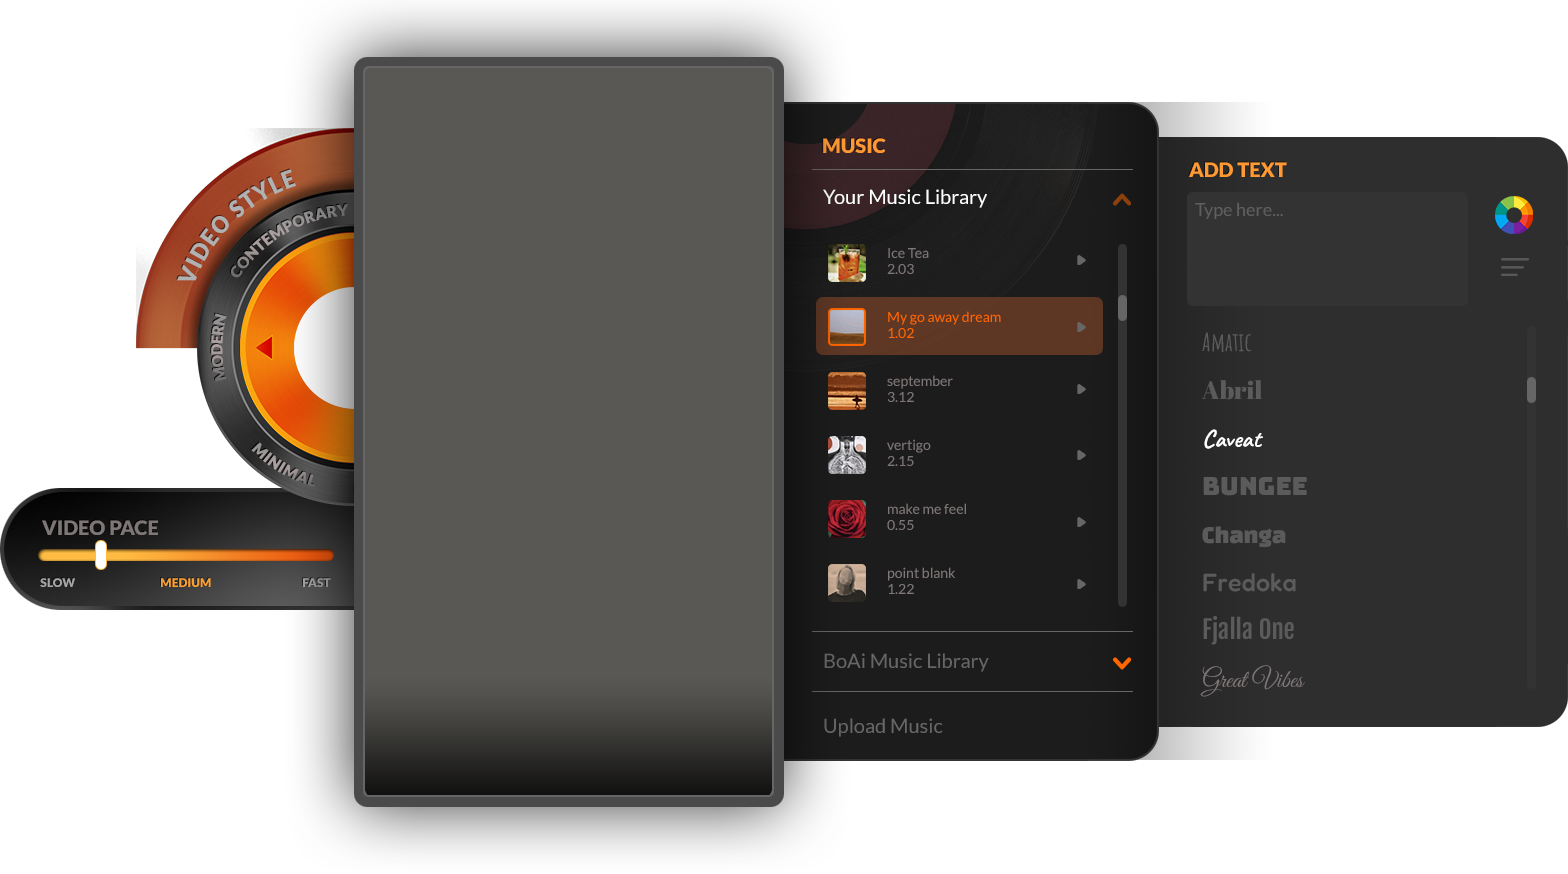 VIDEO STYLE
CONTEMPORARY
MODERN
MINIMAL
VIDEO PACE
SLOW MEDIUM FAST
MUSIC
Your Music Library
Ice Tea
2.03
My go away dream
1.02
september
3.12
vertigo
2.15
make me feel
0.55
point blank
1.22
BoAi Music Library
Upload Music
ADD TEXT
Type here...
Amatic
Abril
Caveat
BUNGEE
Changa
Fredoka
Fjalla One
Great Vibes